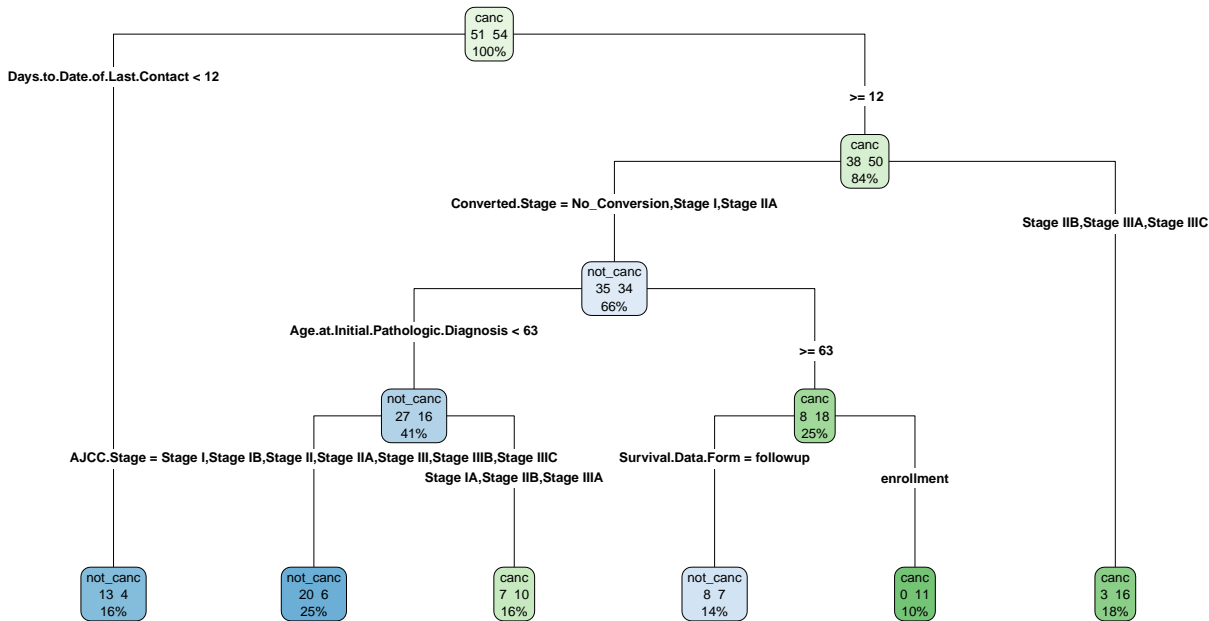 canc
51 54
100%
Days.to.Date.of.Last.Contact < 12
>= 12
canc
38 50
84%
Converted.Stage = No_Conversion,Stage I,Stage IIA
Stage IIB,Stage IIIA,Stage IIIC
not_canc
35 34
66%
Age.at.Initial.Pathologic.Diagnosis < 63
>= 63
not_canc
27 16
41%
canc
8 18
25%
AJCC.Stage = Stage I,Stage IB,Stage II,Stage IIA,Stage III,Stage IIIB,Stage IIIC
Stage IA,Stage IIB,Stage IIIA
Survival.Data.Form = followup
enrollment
not_canc
13 4
16%
not_canc
20 6
25%
canc
7 10
16%
not_canc
8 7
14%
canc
0 11
10%
canc
3 16
18%